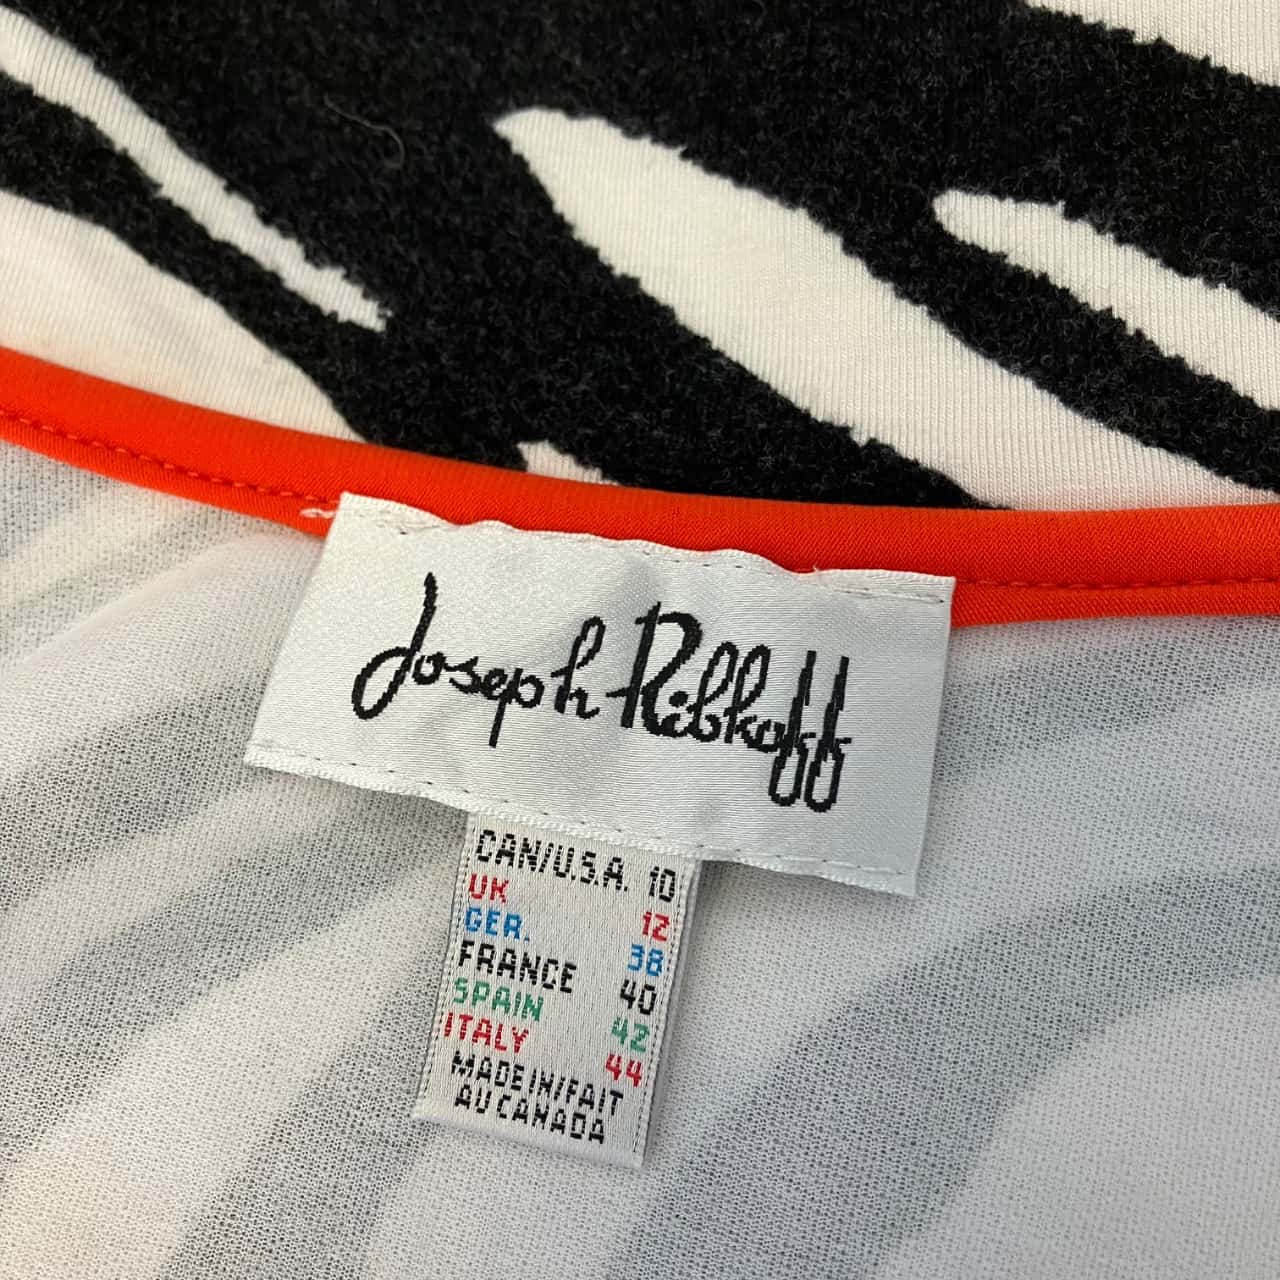 Joseph Ribkoff
CAN/U.S.A. 10
UK 12
GER. 38
FRANCE 40
SPAIN 42
ITALY 44
MADE IN/FAIT
AU CANADA